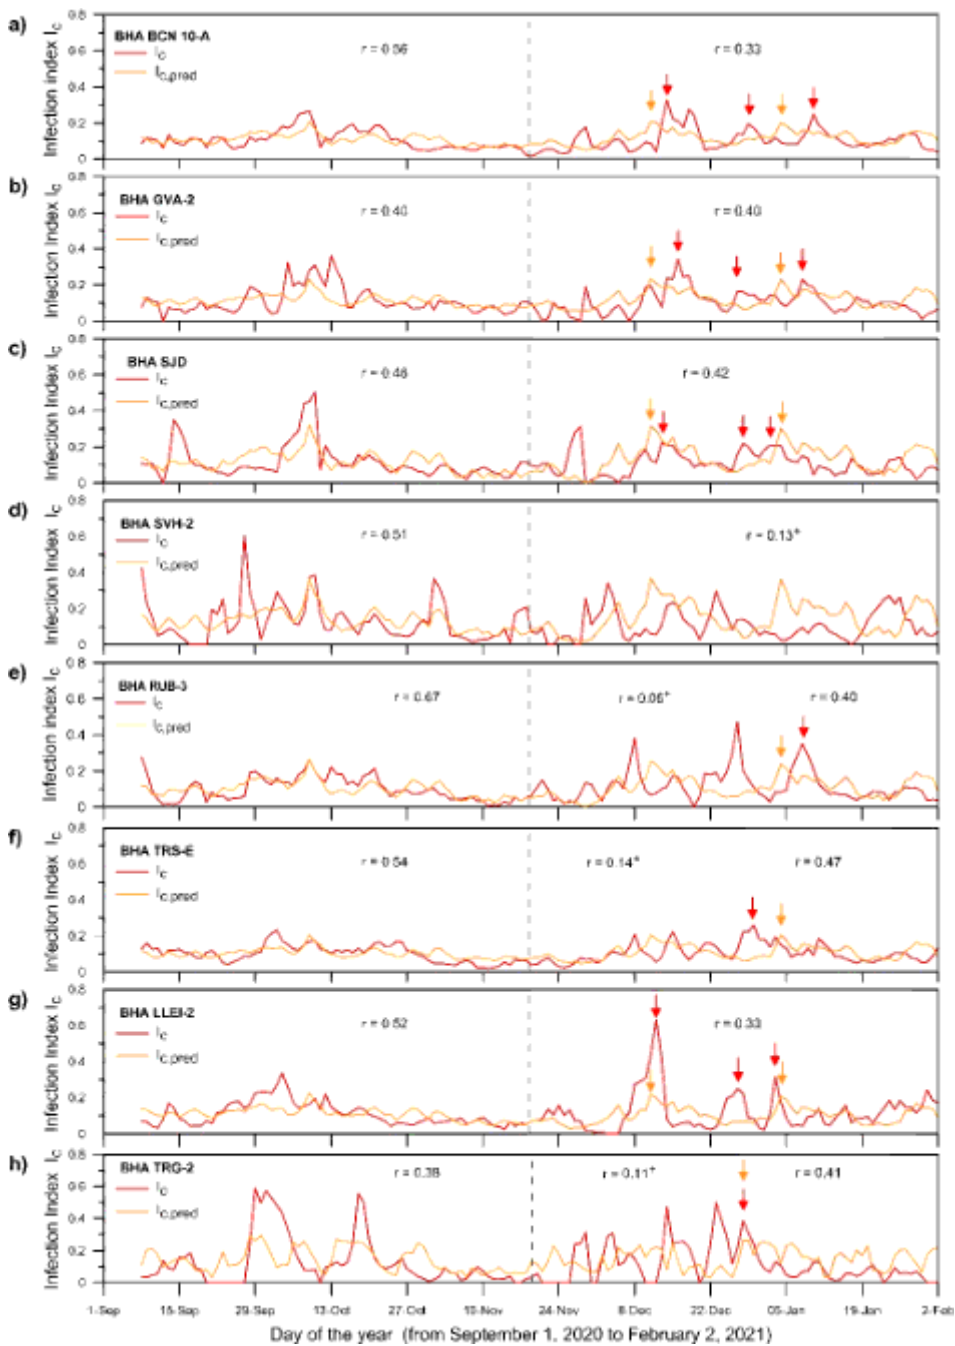 a)
Infection index I_C
0.8
0.6
0.4
0.2
0
BHA BCN 10-A
I_C
I_C,pred
r = 0.56
r = 0.33
b)
Infection Index I_C
0.8
0.6
0.4
0.2
0
BHA GVA-2
I_C
I_C,pred
r = 0.40
r = 0.40
c)
Infection Index I_C
0.8
0.6
0.4
0.2
0
BHA SJD
I_C
I_C,pred
r = 0.42
d)
Infection Index I_C
0.8
0.6
0.4
0.2
0
BHA SVH-2
I_C
I_C,pred
r = 0.51
r = 0.13+
e)
Infection index I_C
0.8
0.6
0.4
0.2
0
BHA RUB-3
I_C
I_C,pred
r = 0.67
r = 0.40
f)
Infection Index I_C
0.8
0.6
0.4
0.2
0
BHA TRS-E
I_C
I_C,pred
r = 0.54
r = 0.47
g)
Infection Index I_C
0.8
0.6
0.4
0.2
0
BHA LLEI-2
I_C
I_C,pred
r = 0.52
r = 0.33
h)
Infection Index I_C
0.8
0.6
0.4
0.2
0
BHA TRG-2
I_C
I_C,pred
r = 0.38
r = 0.11+
r = 0.41
1-Sep 15-Sep 29-Sep 13-Oct 27-Oct 10-Nov 24-Nov 8-Dec 22-Dec 05-Jan 19-Jan 2-Feb
Day of the year (from September 1, 2020 to February 2, 2021)